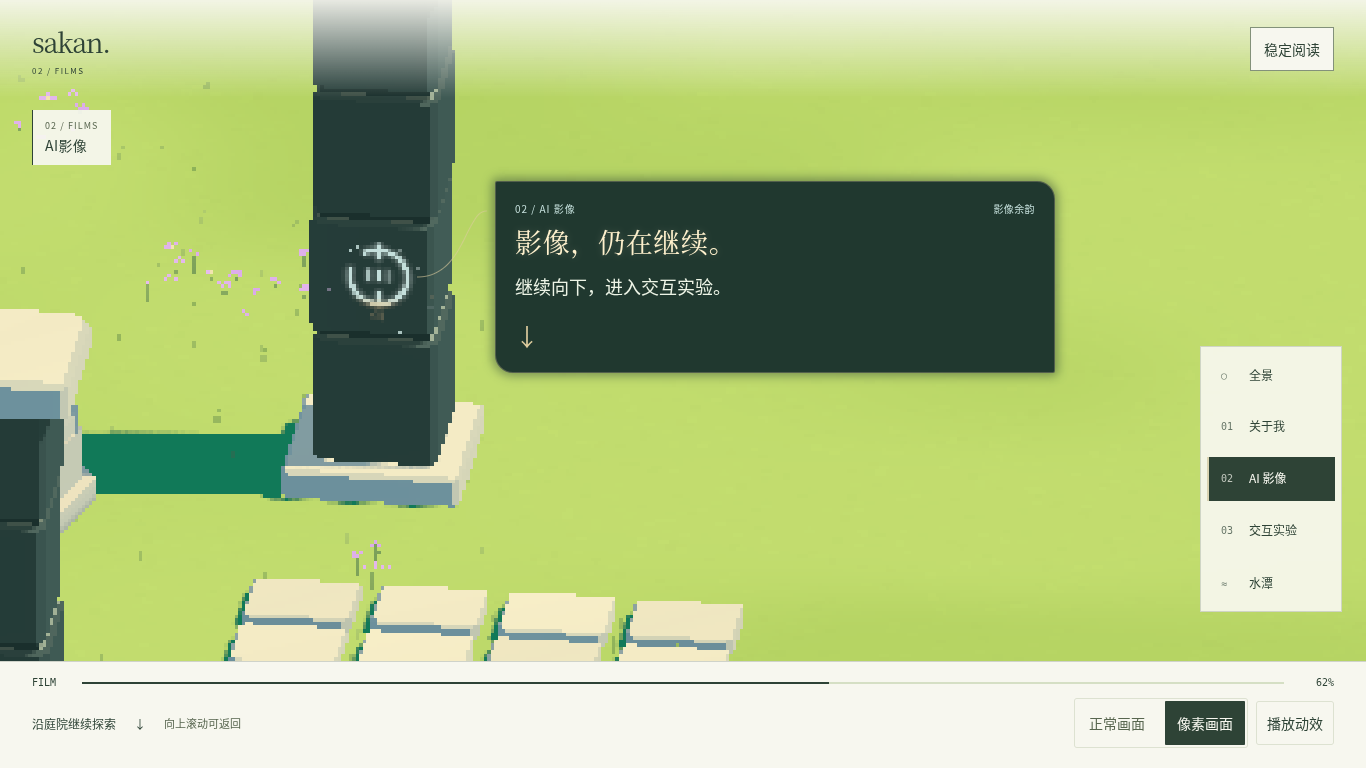 sakan.
02 / FILMS
稳定阅读
02 / FILMS
AI影像
02 / AI 影像
影像余韵
影像，仍在继续。
继续向下，进入交互实验。
↓
○ 全景
01 关于我
02 AI 影像
03 交互实验
≈ 水潭
FILM
62%
沿庭院继续探索 ↓ 向上滚动可返回
正常画面 像素画面 播放动效